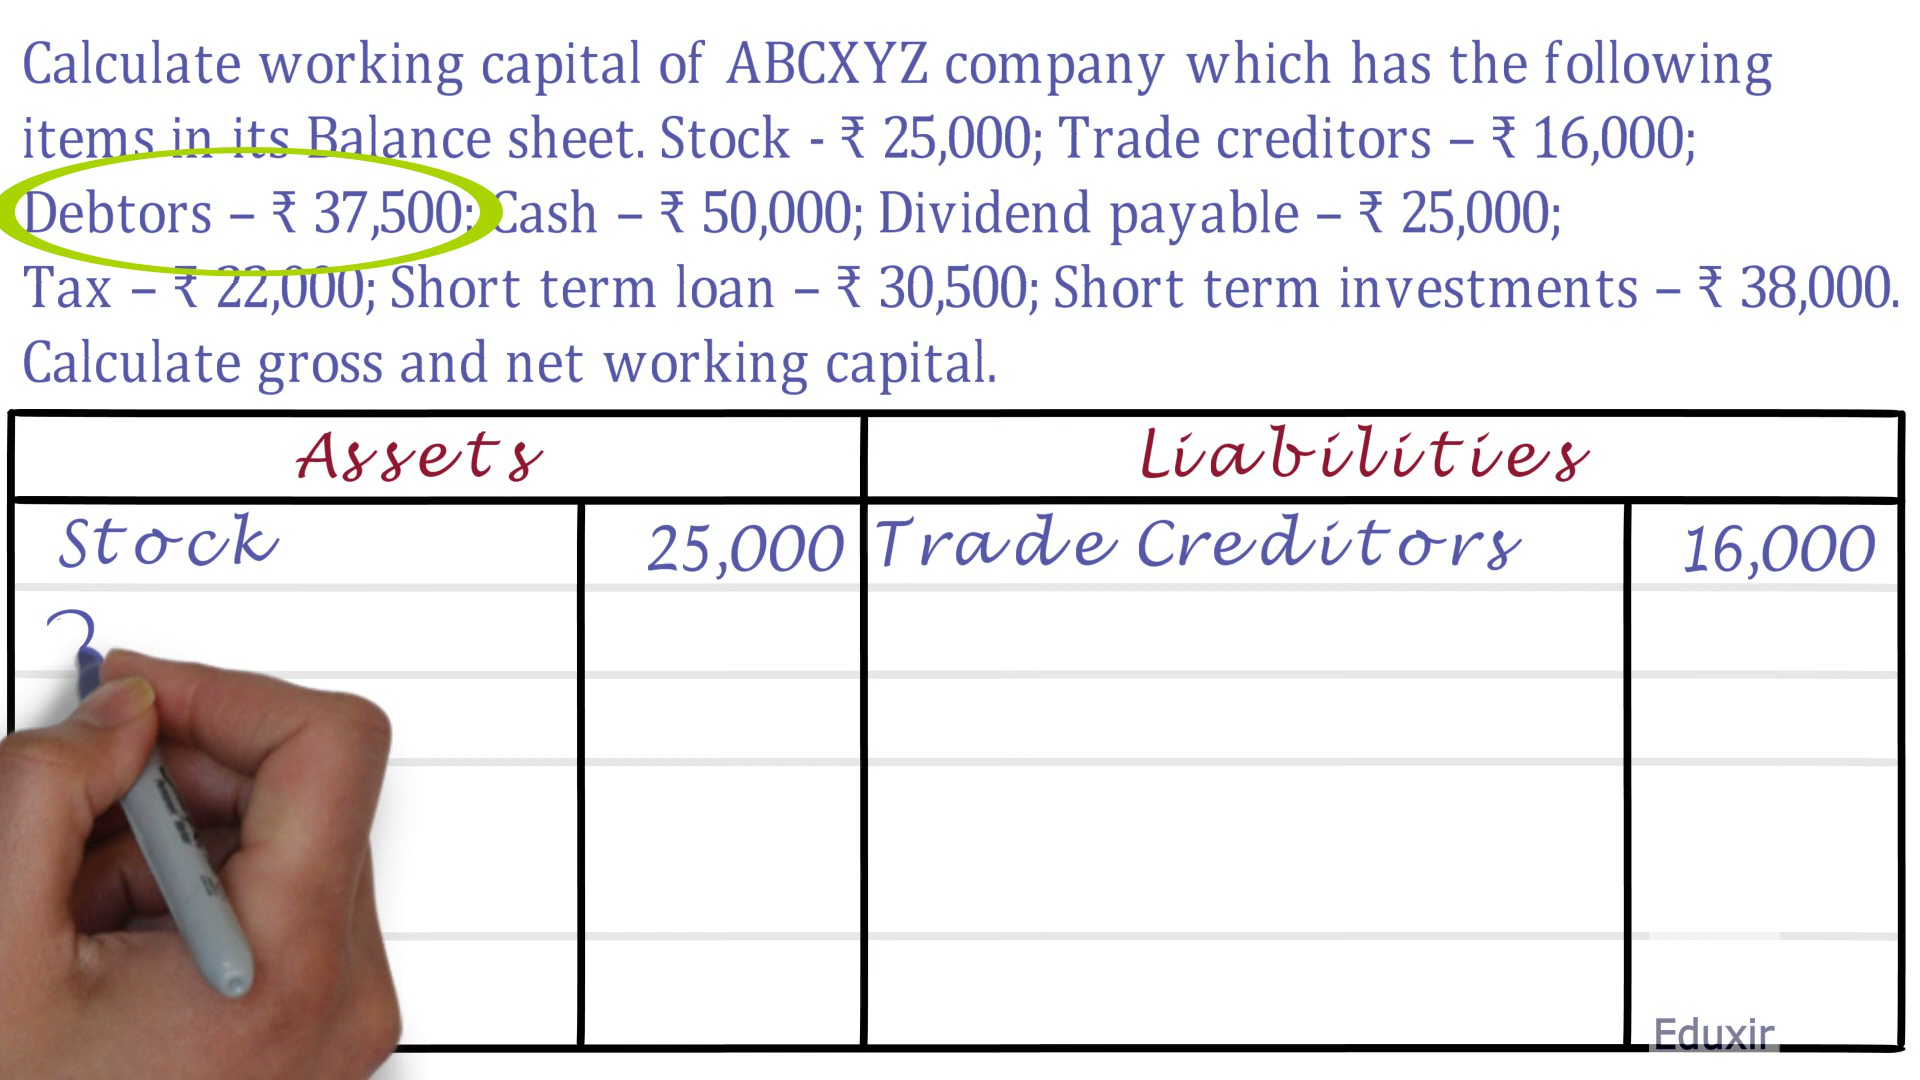 Calculate working capital of ABCXYZ company which has the following
items in its Balance sheet. Stock - ₹ 25,000; Trade creditors – ₹ 16,000;
Debtors – ₹ 37,500; Cash – ₹ 50,000; Dividend payable – ₹ 25,000;
Tax – ₹ 22,000; Short term loan – ₹ 30,500; Short term investments – ₹ 38,000.
Calculate gross and net working capital.
Assets Liabilities
Stock 25,000 Trade Creditors 16,000
Eduxir